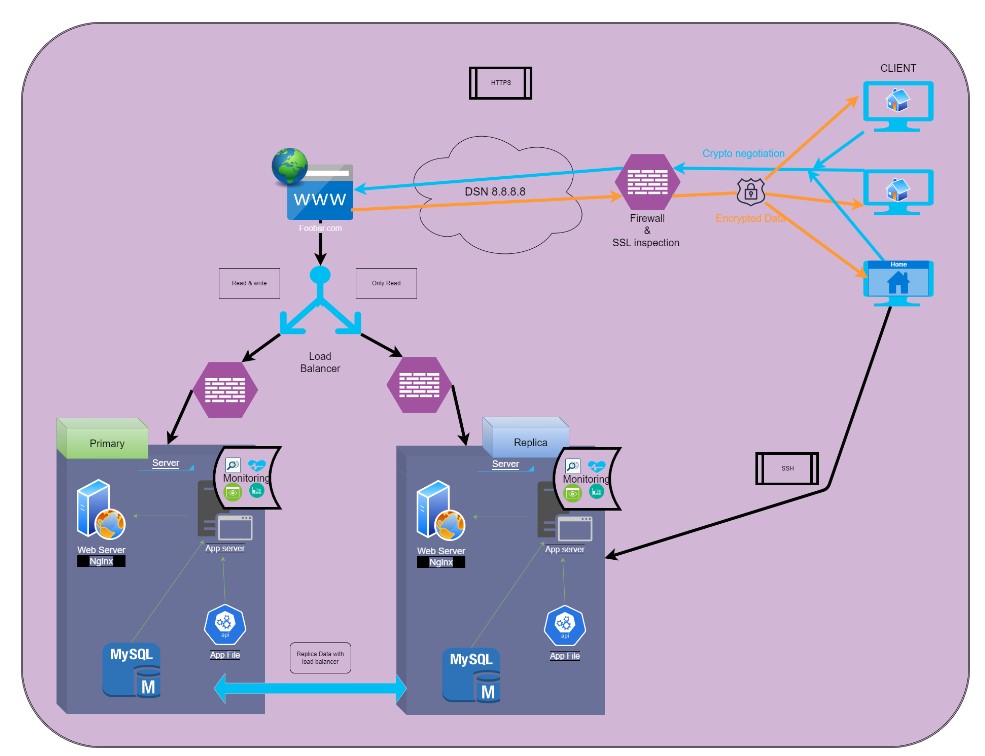 CLIENT
HTTPS
Crypto negotiation
DSN 8.8.8.8
www
Foobar.com
Encrypted Data
Firewall
&
SSL inspection
Home
Read & write
Only Read
Load
Balancer
Primary
Replica
Server
Server
Monitoring
Monitoring
SSH
Web Server
Nginx
App server
Web Server
Nginx
App server
api
App File
api
App File
MySQL
M
Replica Data with
load balancer
MySQL
M